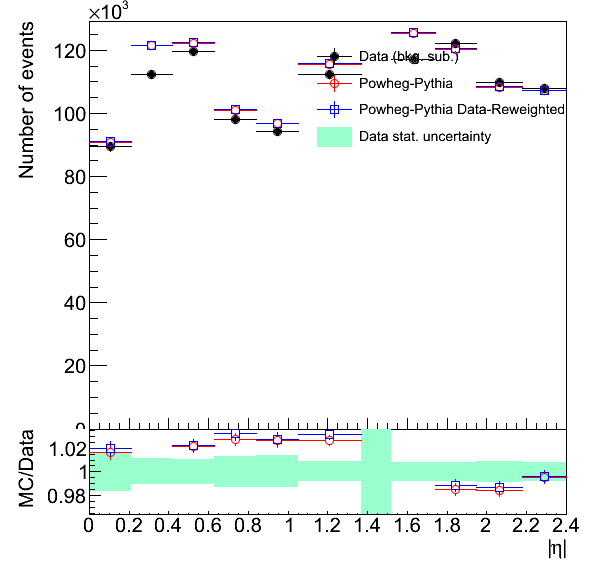 ×10³
Number of events
120
100
80
60
40
20
0
Data (bkg. sub.)
Powheg-Pythia
Powheg-Pythia Data-Reweighted
Data stat. uncertainty
MC/Data
1.02
1
0.98
0 0.2 0.4 0.6 0.8 1 1.2 1.4 1.6 1.8 2 2.2 2.4
|η|